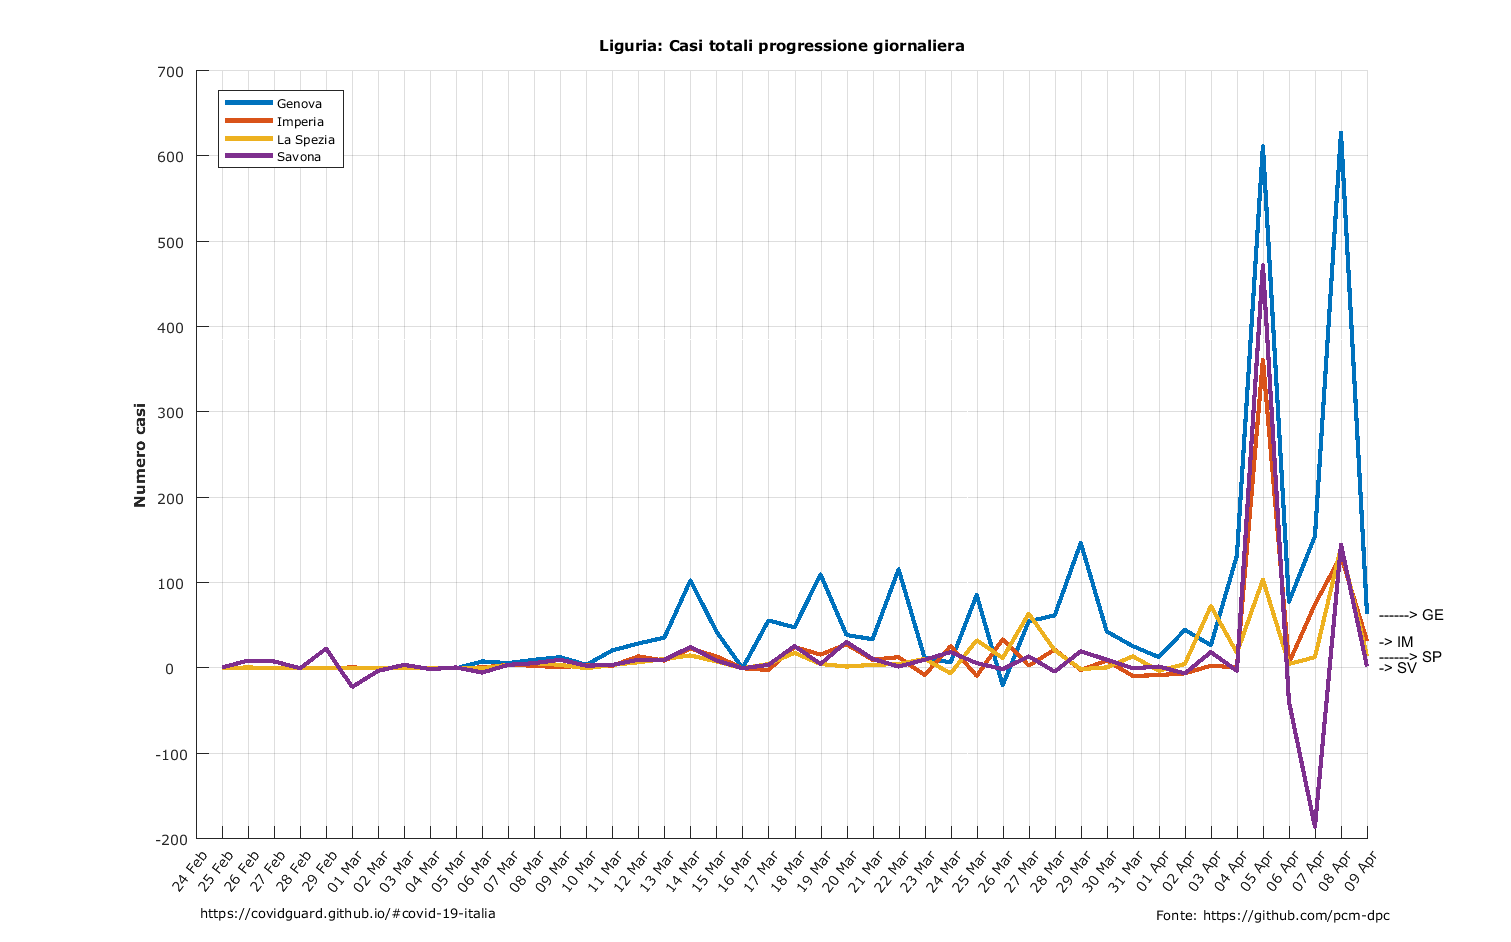 Liguria: Casi totali progressione giornaliera
700
600
500
400
300
200
100
0
-100
-200
Numero casi
Genova
Imperia
La Spezia
Savona
------> GE
-> IM
------> SP
-> SV
24 Feb
25 Feb
26 Feb
27 Feb
28 Feb
29 Feb
01 Mar
02 Mar
03 Mar
04 Mar
05 Mar
06 Mar
07 Mar
08 Mar
09 Mar
10 Mar
11 Mar
12 Mar
13 Mar
14 Mar
15 Mar
16 Mar
17 Mar
18 Mar
19 Mar
20 Mar
21 Mar
22 Mar
23 Mar
24 Mar
25 Mar
26 Mar
27 Mar
28 Mar
29 Mar
30 Mar
31 Mar
01 Apr
02 Apr
03 Apr
04 Apr
05 Apr
06 Apr
07 Apr
08 Apr
09 Apr
https://covidguard.github.io/#covid-19-italia
Fonte: https://github.com/pcm-dpc